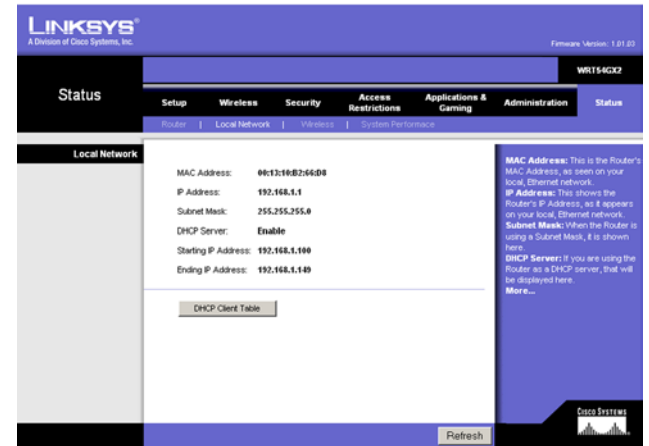 LINKSYS®
A Division of Cisco Systems, Inc.
Firmware Version: 1.01.03
WRT54GX2
Status
Setup Wireless Security Access Restrictions Applications & Gaming Administration Status
Router | Local Network | Wireless | System Performace
Local Network
MAC Address: 00:13:10:B2:66:D8
IP Address: 192.168.1.1
Subnet Mask: 255.255.255.0
DHCP Server: Enable
Starting IP Address: 192.168.1.100
Ending IP Address: 192.168.1.149
DHCP Client Table
MAC Address: This is the Router's
MAC Address, as seen on your
local, Ethernet network.
IP Address: This shows the
Router's IP Address, as it appears
on your local, Ethernet network.
Subnet Mask: When the Router is
using a Subnet Mask, it is shown
here.
DHCP Server: If you are using the
Router as a DHCP server, that will
be displayed here.
More...
CISCO SYSTEMS
Refresh